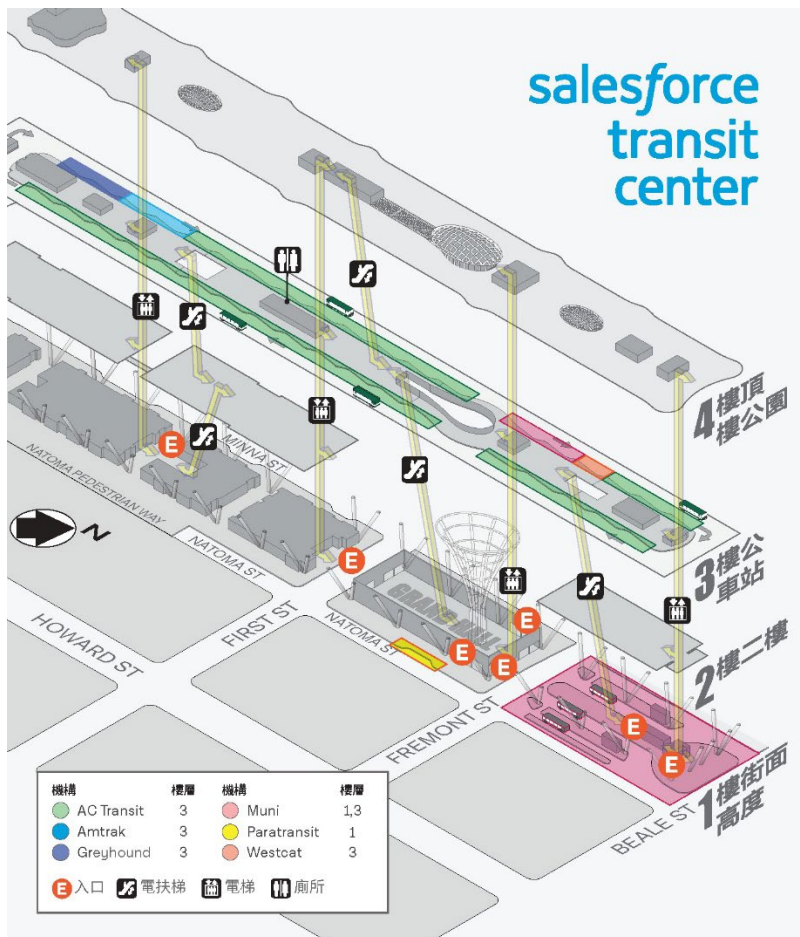 salesforce
transit
center
4樓頂
樓公園
3樓公
車站
2樓二樓
1樓街面
高度
E
MINNA ST
NATOMA PEDESTRIAN WAY
N
NATOMA ST
E
FIRST ST
HOWARD ST
GRAND HALL
E
E
E
NATOMA ST
FREMONT ST
E
E
BEALE ST
機構 樓層 機構 樓層
AC Transit 3 Muni 1,3
Amtrak 3 Paratransit 1
Greyhound 3 Westcat 3
E 入口 電扶梯 電梯 廁所